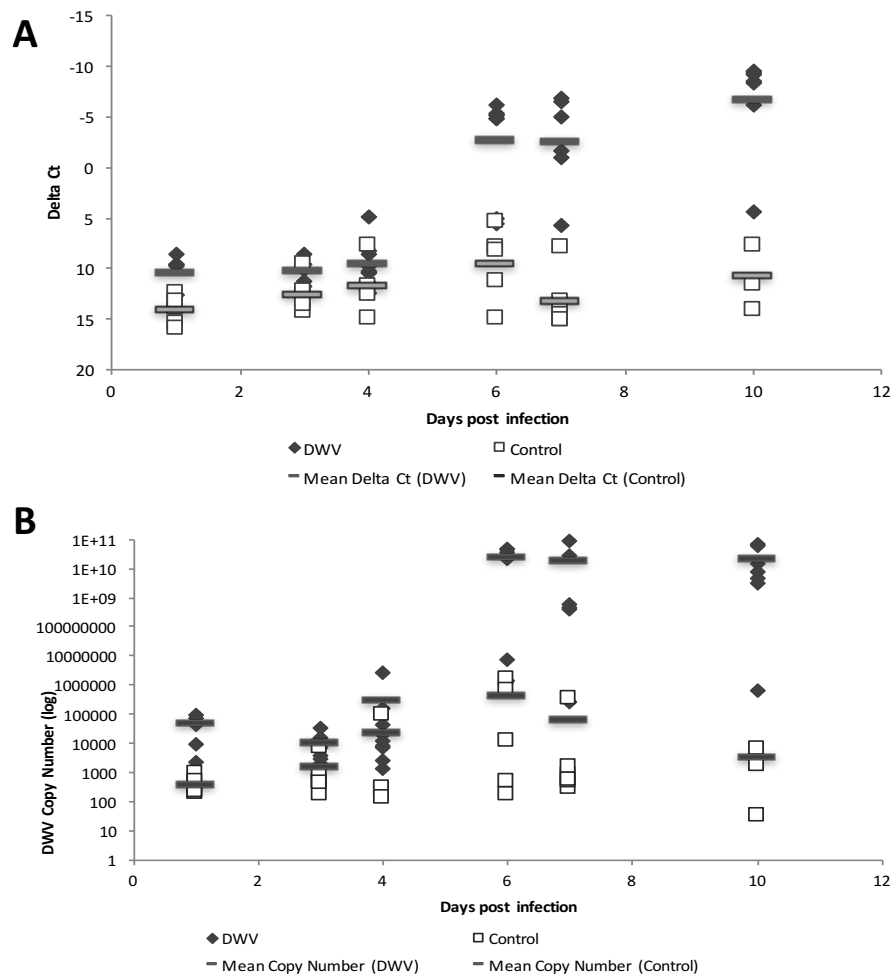 A
-15
-10
-5
0
5
10
15
20
Delta Ct
0 2 4 6 8 10 12
Days post infection
DWV Control
Mean Delta Ct (DWV) Mean Delta Ct (Control)
B
1E+11
1E+10
1E+09
100000000
10000000
1000000
100000
10000
1000
100
10
1
DWV Copy Number (log)
0 2 4 6 8 10 12
Days post infection
DWV Control
Mean Copy Number (DWV) Mean Copy Number (Control)